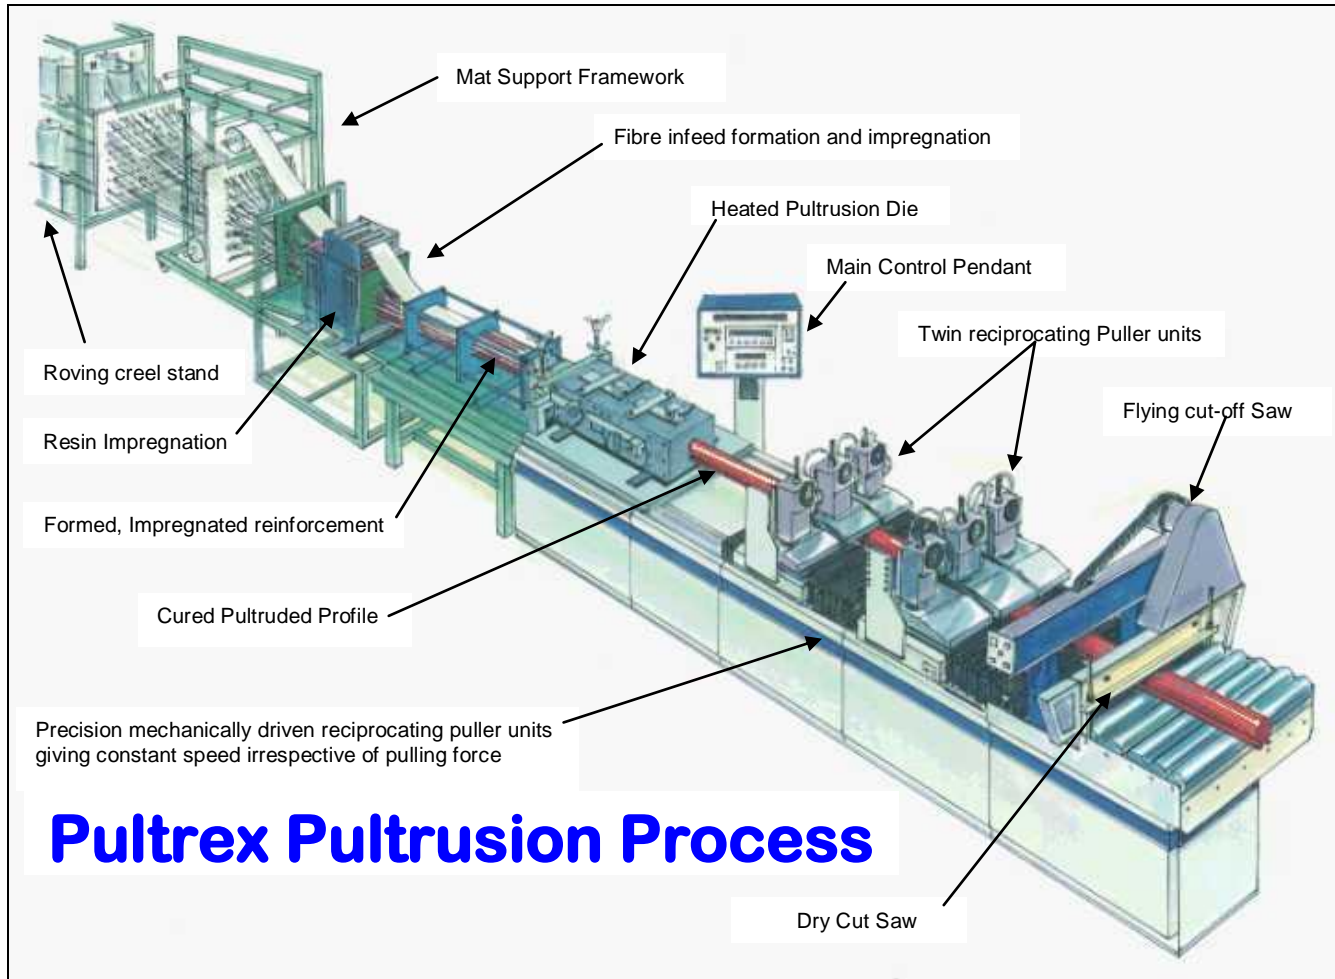 Mat Support Framework
Fibre infeed formation and impregnation
Heated Pultrusion Die
Main Control Pendant
Twin reciprocating Puller units
Roving creel stand
Flying cut-off Saw
Resin Impregnation
Formed, Impregnated reinforcement
Cured Pultruded Profile
Precision mechanically driven reciprocating puller units
giving constant speed irrespective of pulling force
Pultrex Pultrusion Process
Dry Cut Saw